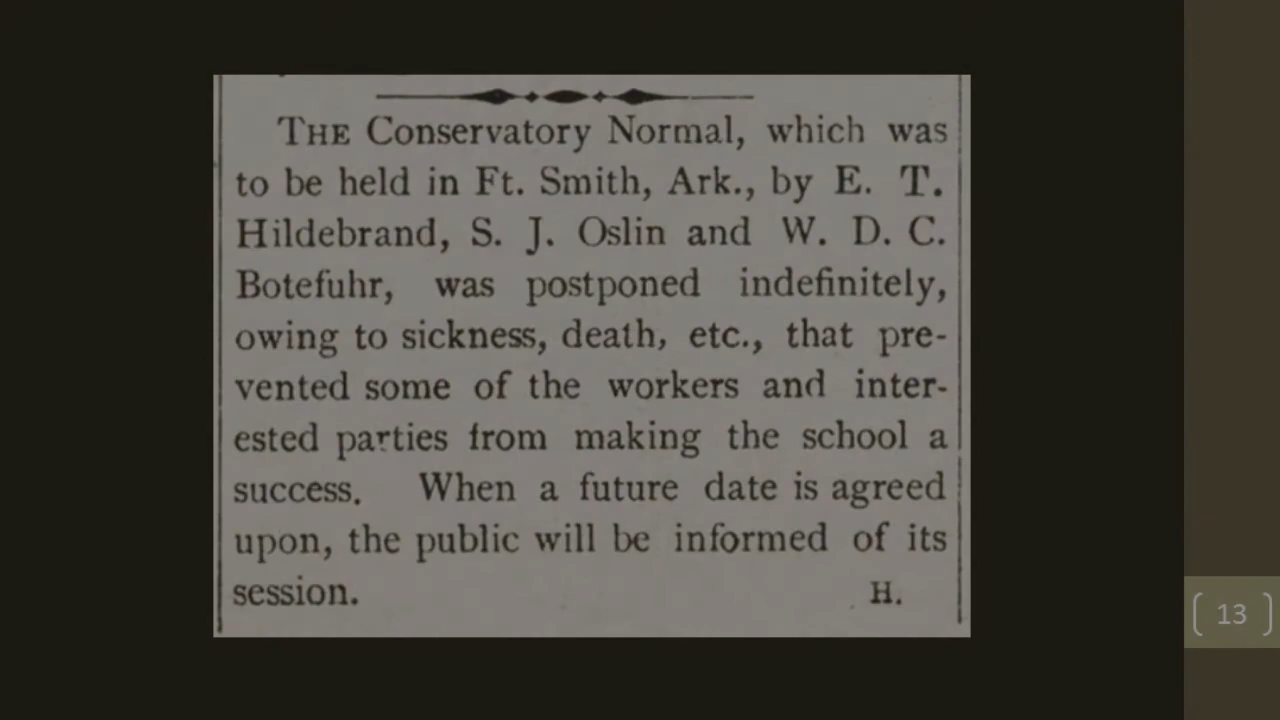 THE Conservatory Normal, which was
to be held in Ft. Smith, Ark., by E. T.
Hildebrand, S. J. Oslin and W. D. C.
Botefuhr, was postponed indefinitely,
owing to sickness, death, etc., that pre-
vented some of the workers and inter-
ested parties from making the school a
success. When a future date is agreed
upon, the public will be informed of its
session. H.
13